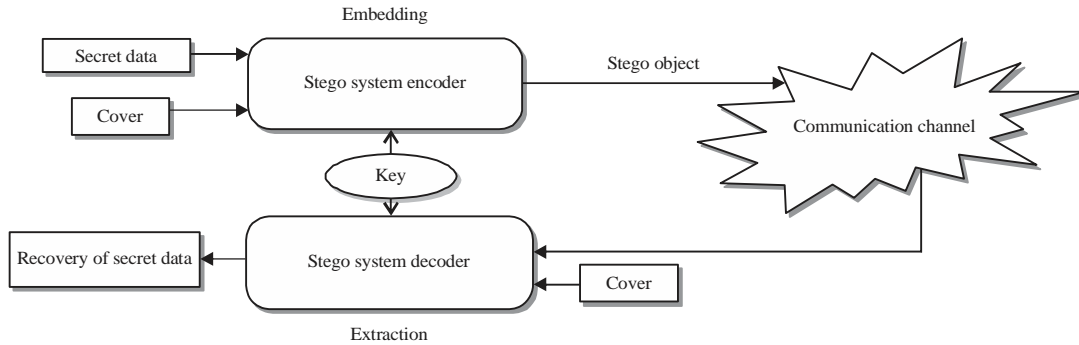 Embedding
Secret data
Stego system encoder
Stego object
Cover
Communication channel
Key
Recovery of secret data
Stego system decoder
Cover
Extraction